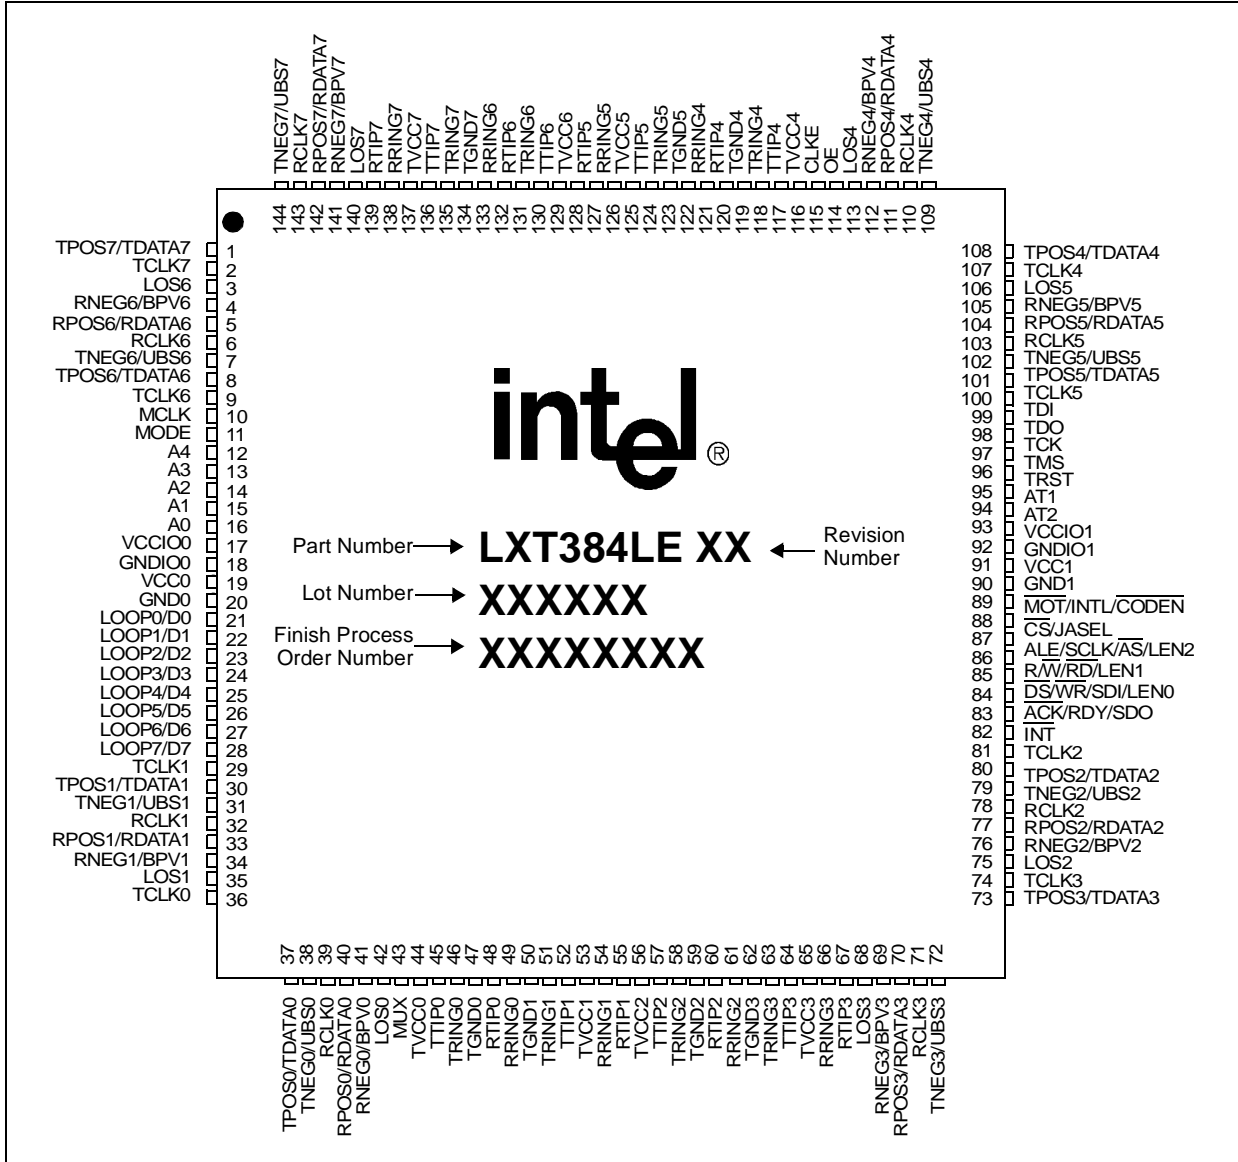 TNEG7/UBS7
RCLK7
RPOS7/RDATA7
RNEG7/BPV7
LOS7
RTIP7
RRING7
TVCC7
TTIP7
TRING7
TGND7
RRING6
RTIP6
TRING6
TTIP6
TVCC6
RTIP5
RRING5
TVCC5
TTIP5
TRING5
TGND5
RRING4
RTIP4
TGND4
TRING4
TTIP4
TVCC4
CLKE
OE
LOS4
RNEG4/BPV4
RPOS4/RDATA4
RCLK4
TNEG4/UBS4
144 143 142 141 140 139 138 137 136 135 134 133 132 131 130 129 128 127 126 125 124 123 122 121 120 119 118 117 116 115 114 113 112 111 110 109
TPOS7/TDATA7 1
TCLK7 2
LOS6 3
RNEG6/BPV6 4
RPOS6/RDATA6 5
RCLK6 6
TNEG6/UBS6 7
TPOS6/TDATA6 8
TCLK6 9
MCLK 10
MODE 11
A4 12
A3 13
A2 14
A1 15
A0 16
VCCIO0 17
GNDIO0 18
VCC0 19
GND0 20
LOOP0/D0 21
LOOP1/D1 22
LOOP2/D2 23
LOOP3/D3 24
LOOP4/D4 25
LOOP5/D5 26
LOOP6/D6 27
LOOP7/D7 28
TCLK1 29
TPOS1/TDATA1 30
TNEG1/UBS1 31
RCLK1 32
RPOS1/RDATA1 33
RNEG1/BPV1 34
LOS1 35
TCLK0 36
intel®
Part Number LXT384LE XX Revision
Number
Lot Number XXXXXX
Finish Process
Order Number XXXXXXXX
108 TPOS4/TDATA4
107 TCLK4
106 LOS5
105 RNEG5/BPV5
104 RPOS5/RDATA5
103 RCLK5
102 TNEG5/UBS5
101 TPOS5/TDATA5
100 TCLK5
99 TDI
98 TDO
97 TCK
96 TMS
95 TRST
94 AT1
93 AT2
92 VCCIO1
91 GNDIO1
90 VCC1
89 GND1
88 MOT/INTL/CODEN
87 CS/JASEL
86 ALE/SCLK/AS/LEN2
85 R/W/RD/LEN1
84 DS/WR/SDI/LEN0
83 ACK/RDY/SDO
82 INT
81 TCLK2
80 TPOS2/TDATA2
79 TNEG2/UBS2
78 RCLK2
77 RPOS2/RDATA2
76 RNEG2/BPV2
75 LOS2
74 TCLK3
73 TPOS3/TDATA3
37 38 39 40 41 42 43 44 45 46 47 48 49 50 51 52 53 54 55 56 57 58 59 60 61 62 63 64 65 66 67 68 69 70 71 72
TPOS0/TDATA0
TNEG0/UBS0
RCLK0
RPOS0/RDATA0
RNEG0/BPV0
LOS0
MUX
TVCC0
TTIP0
TRING0
TGND0
RTIP0
RRING0
TGND1
TRING1
TTIP1
TVCC1
RRING1
RTIP1
TVCC2
TTIP2
TRING2
TGND2
RTIP2
RRING2
TGND3
TRING3
TTIP3
TVCC3
RRING3
RTIP3
LOS3
RNEG3/BPV3
RPOS3/RDATA3
RCLK3
TNEG3/UBS3